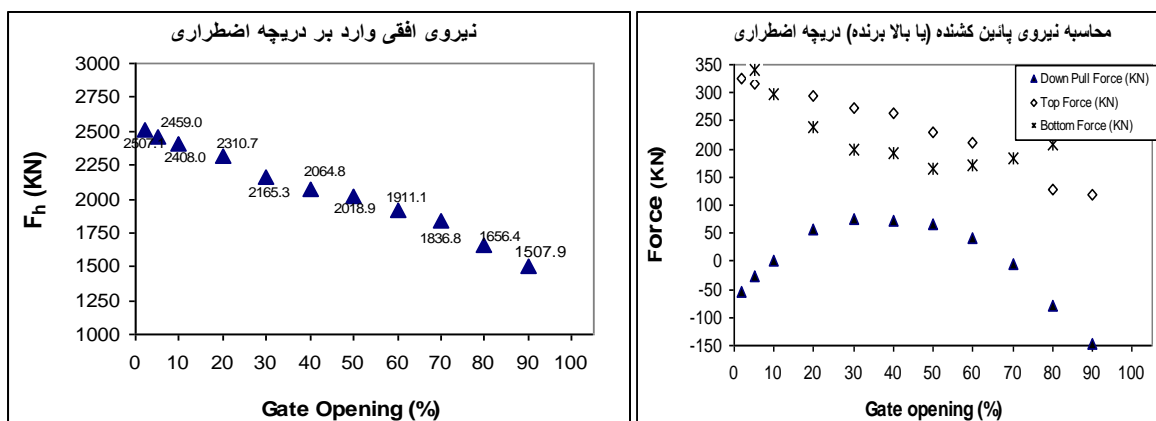 نیروی افقی وارد بر دریچه اضطراری
3000
2750
2500
2250
2000
1750
1500
1250
1000
F_h (KN)
2507.1
2459.0
2408.0
2310.7
2165.3
2064.8
2018.9
1911.1
1836.8
1656.4
1507.9
0 10 20 30 40 50 60 70 80 90 100
Gate Opening (%)
محاسبه نیروی پائین کشنده (یا بالا برنده) دریچه اضطراری
350
300
250
200
150
100
50
0
-50
-100
-150
Force (KN)
Down Pull Force (KN)
Top Force (KN)
Bottom Force (KN)
0 10 20 30 40 50 60 70 80 90 100
Gate opening (%)